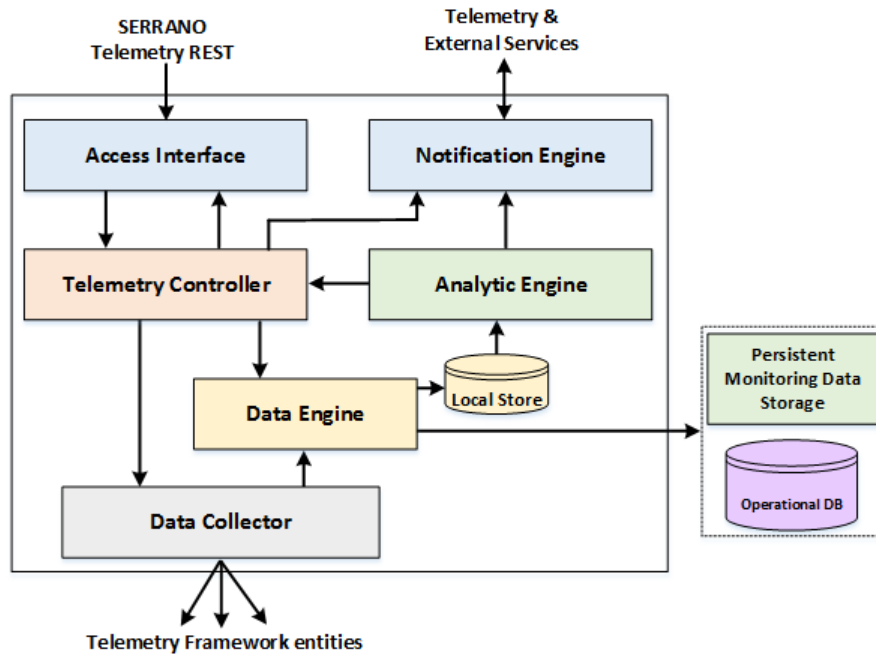 SERRANO
Telemetry REST
Telemetry &
External Services
Access Interface
Notification Engine
Telemetry Controller
Analytic Engine
Local Store
Data Engine
Persistent
Monitoring Data
Storage
Operational DB
Data Collector
Telemetry Framework entities